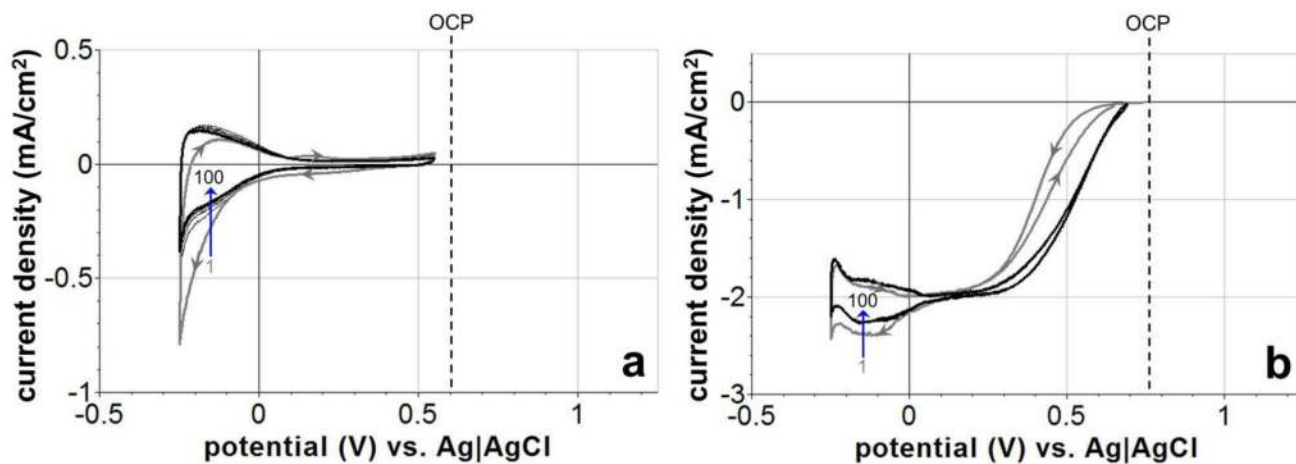 OCP
0.5
0
-0.5
-1
-0.5
0
0.5
1
100
1
a
current density (mA/cm²)
potential (V) vs. Ag|AgCl
OCP
0
-1
-2
-3
-0.5
0
0.5
1
100
1
b
current density (mA/cm²)
potential (V) vs. Ag|AgCl